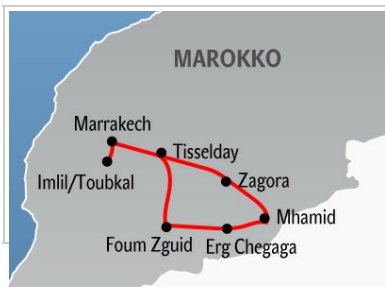 MAROKKO
Marrakech
Tisselday
Imlil/Toubkal
Zagora
Mhamid
Foum Zguid
Erg Chegaga